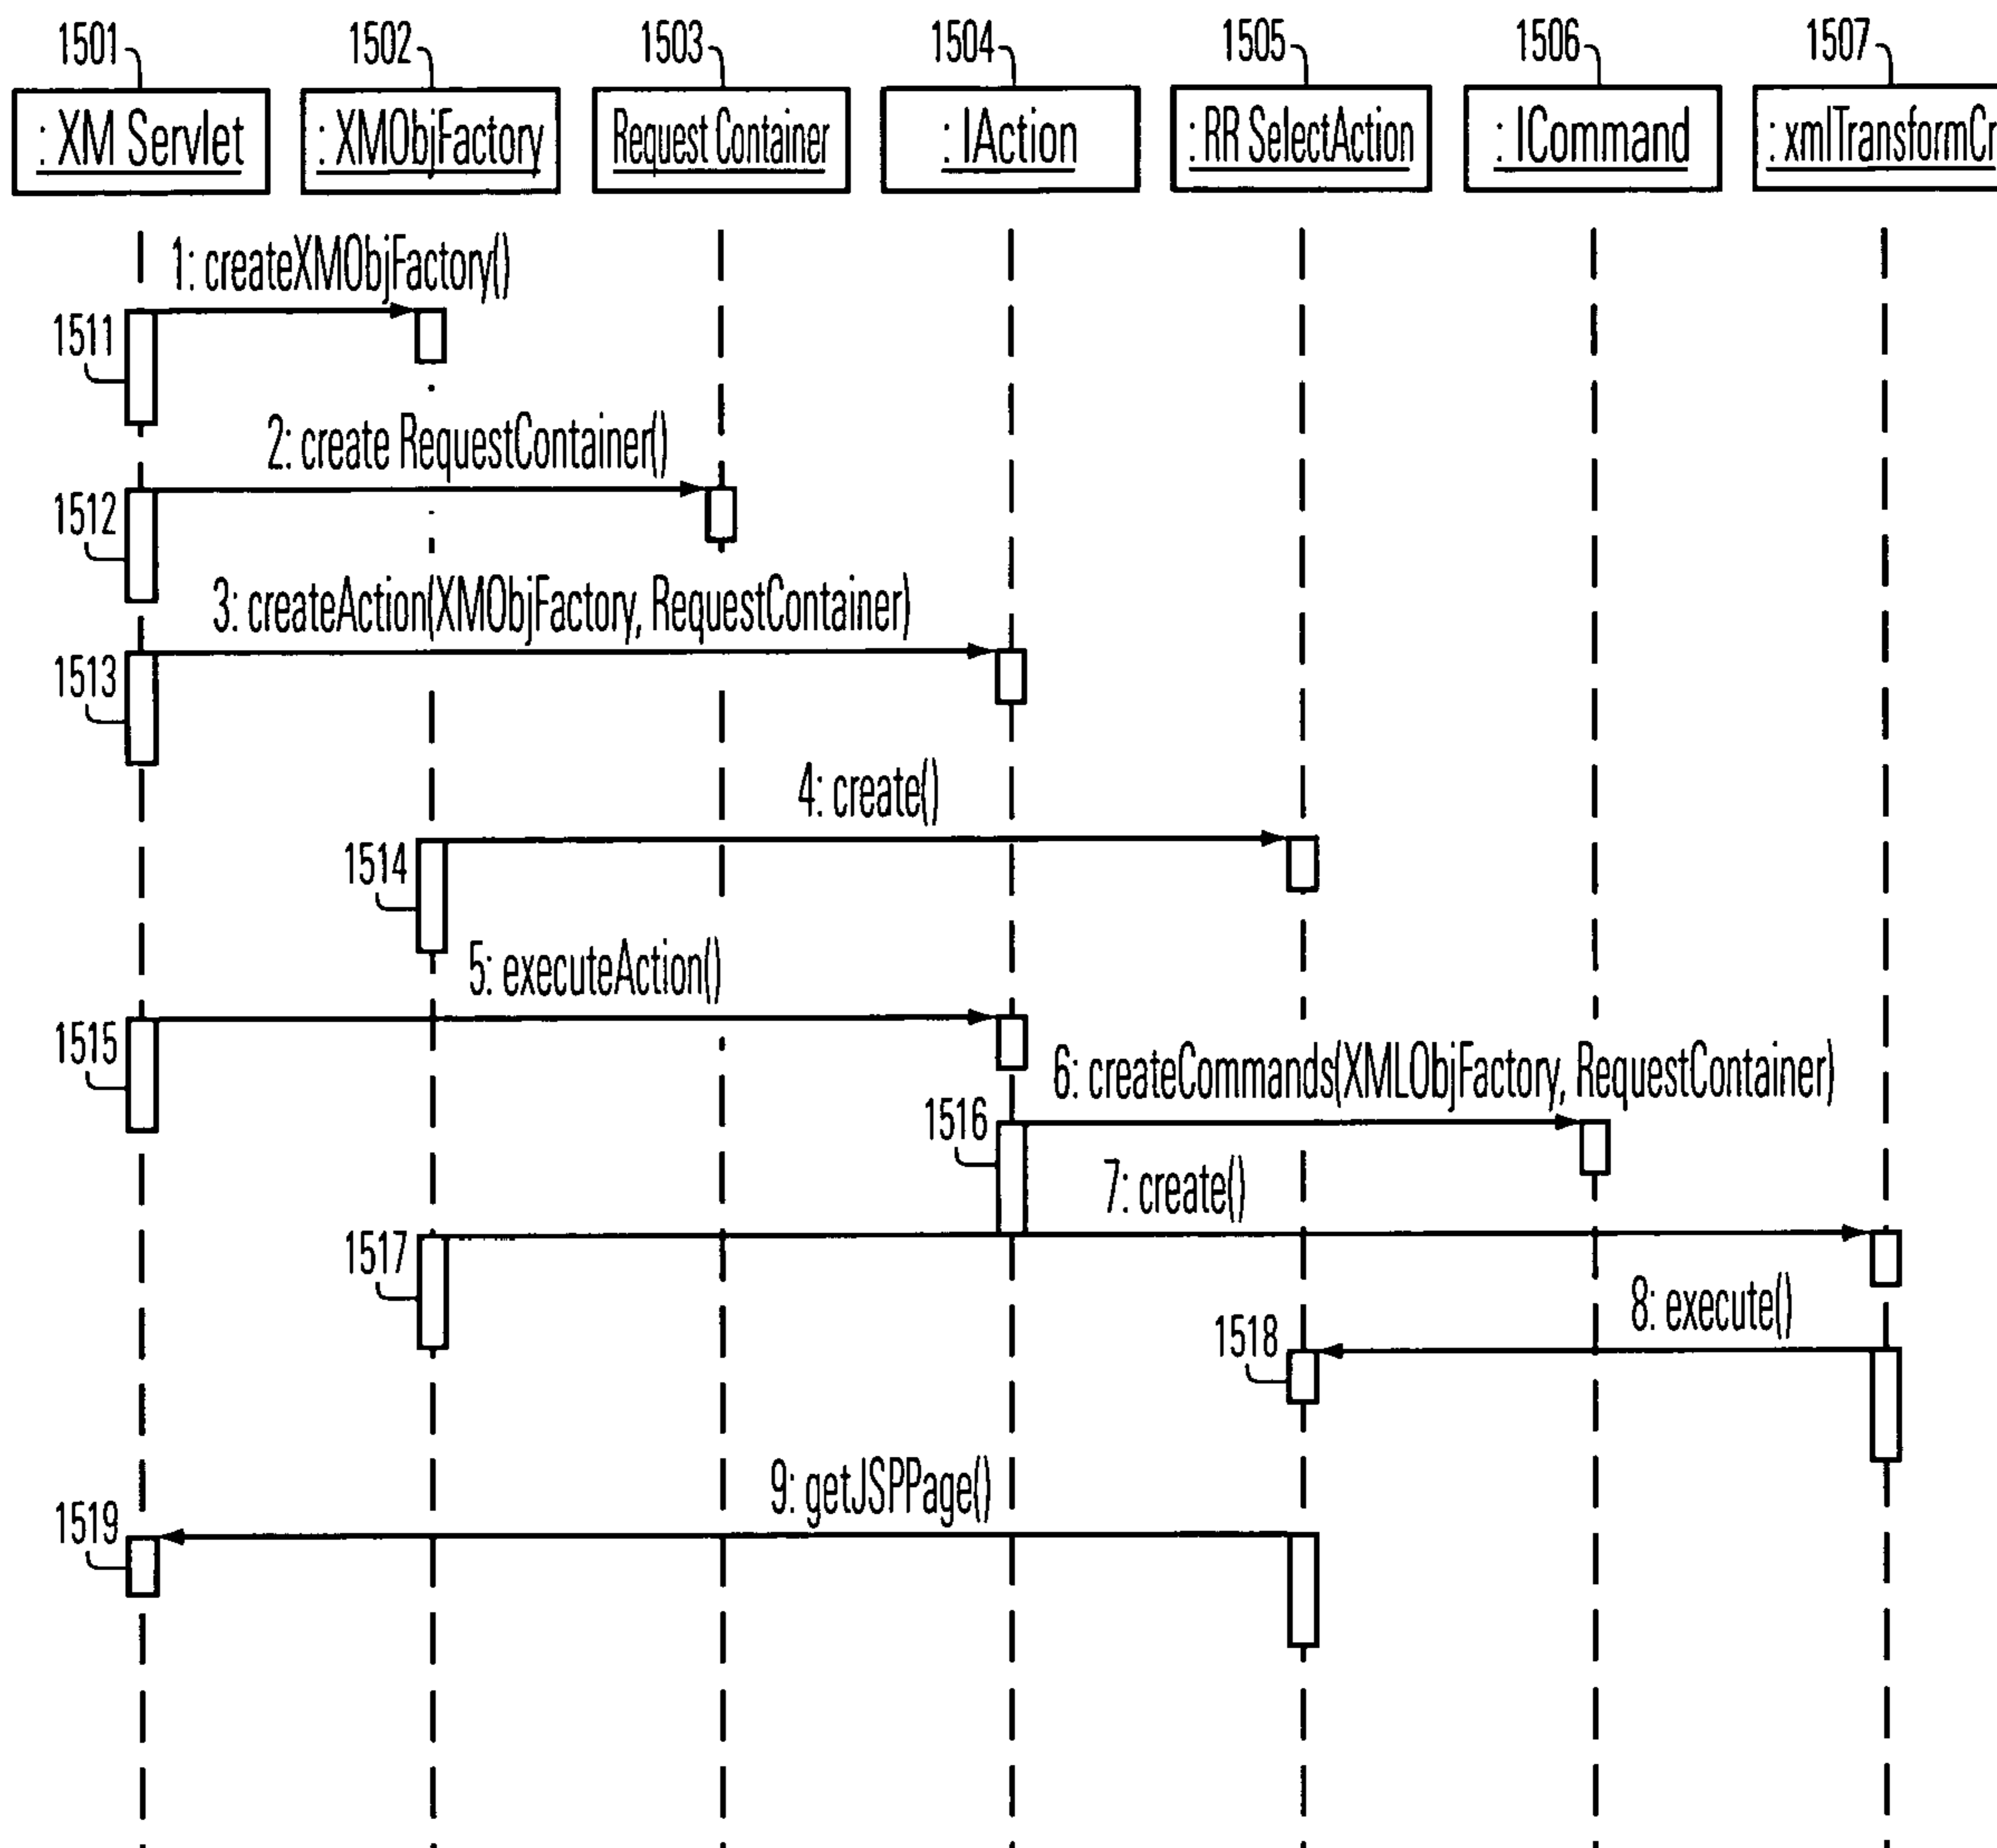 1501 1502 1503 1504 1505 1506 1507
: XM Servlet : XMObjFactory Request Container : IAction : RR SelectAction : ICommand : xmlTransformCr
1: createXMObjFactory()
1511
2: create RequestContainer()
1512
3: createAction(XMObjFactory, RequestContainer)
1513
4: create()
1514
5: executeAction()
1515
6: createCommands(XMLObjFactory, RequestContainer)
1516
7: create()
1517
8: execute()
1518
9: getJSPPage()
1519